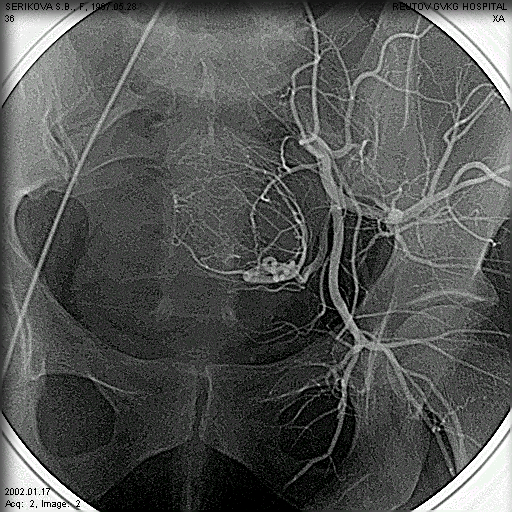 SERIKOVA S.B., F, 1967.05.28
REUTOV GVKG HOSPITAL
36
XA
2002.01.17
Acq: 2, Image: 2